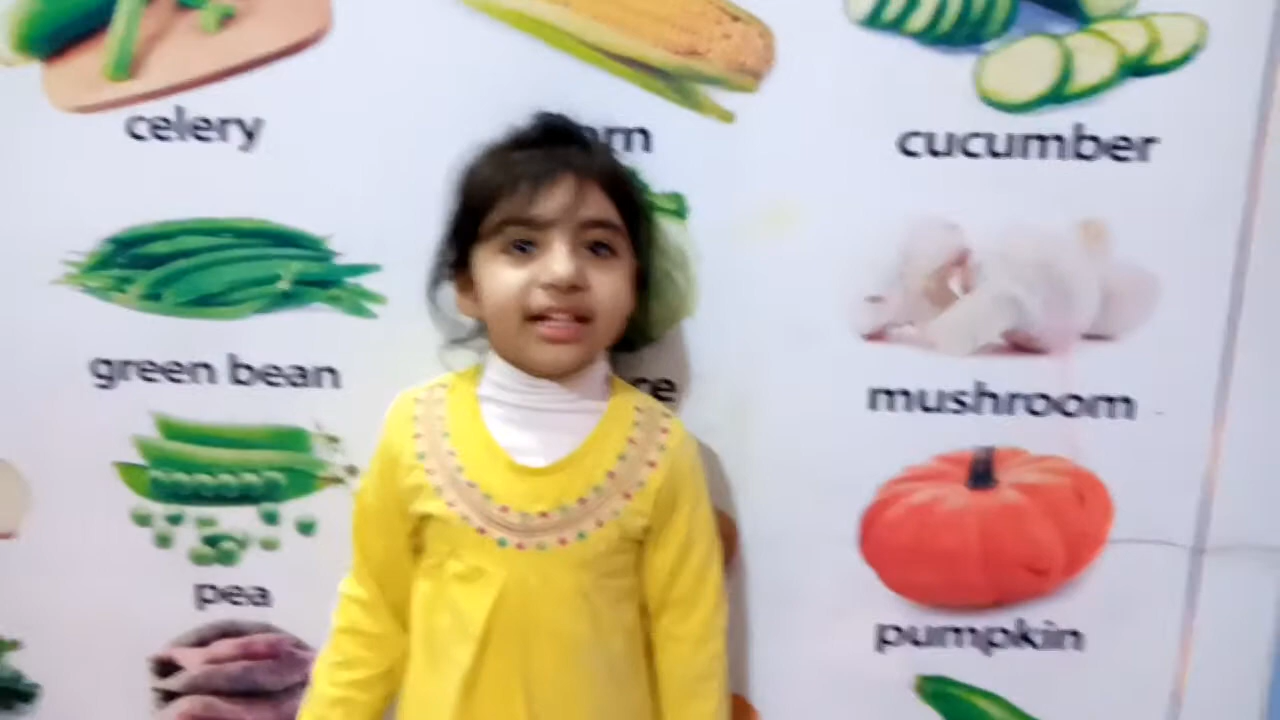 celery
cucumber
green bean
mushroom
pea
pumpkin